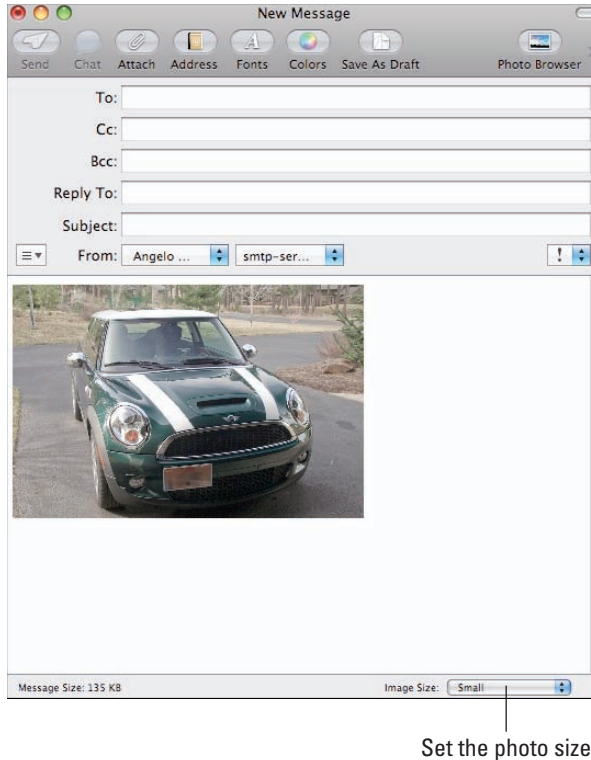 New Message
Send Chat Attach Address Fonts Colors Save As Draft Photo Browser
To:
Cc:
Bcc:
Reply To:
Subject:
From: Angelo ... smtp-ser... !
Message Size: 135 KB Image Size: Small
Set the photo size